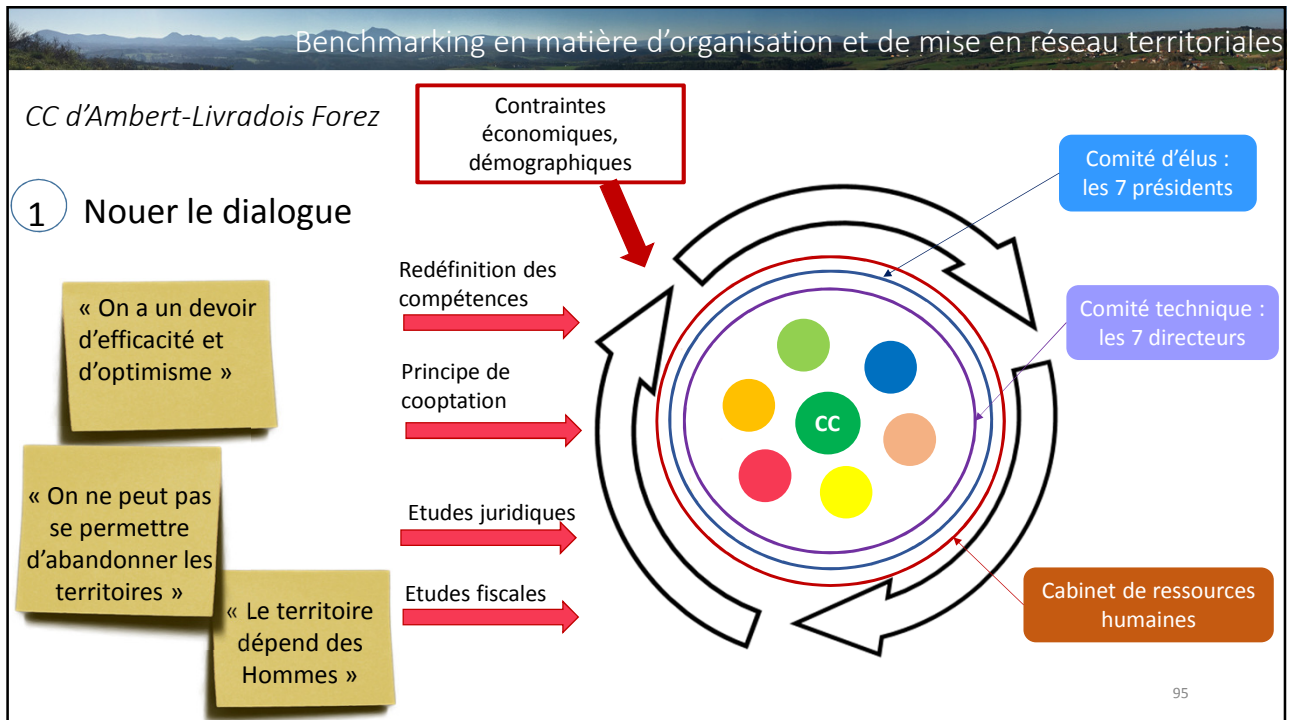 Benchmarking en matière d’organisation et de mise en réseau territoriales
CC d’Ambert-Livradois Forez
1 Nouer le dialogue
« On a un devoir
d’efficacité et
d’optimisme »
« On ne peut pas
se permettre
d’abandonner les
territoires »
« Le territoire
dépend des
Hommes »
Contraintes
économiques,
démographiques
Redéfinition des
compétences
Principe de
cooptation
Etudes juridiques
Etudes fiscales
CC
Comité d’élus :
les 7 présidents
Comité technique :
les 7 directeurs
Cabinet de ressources
humaines
95